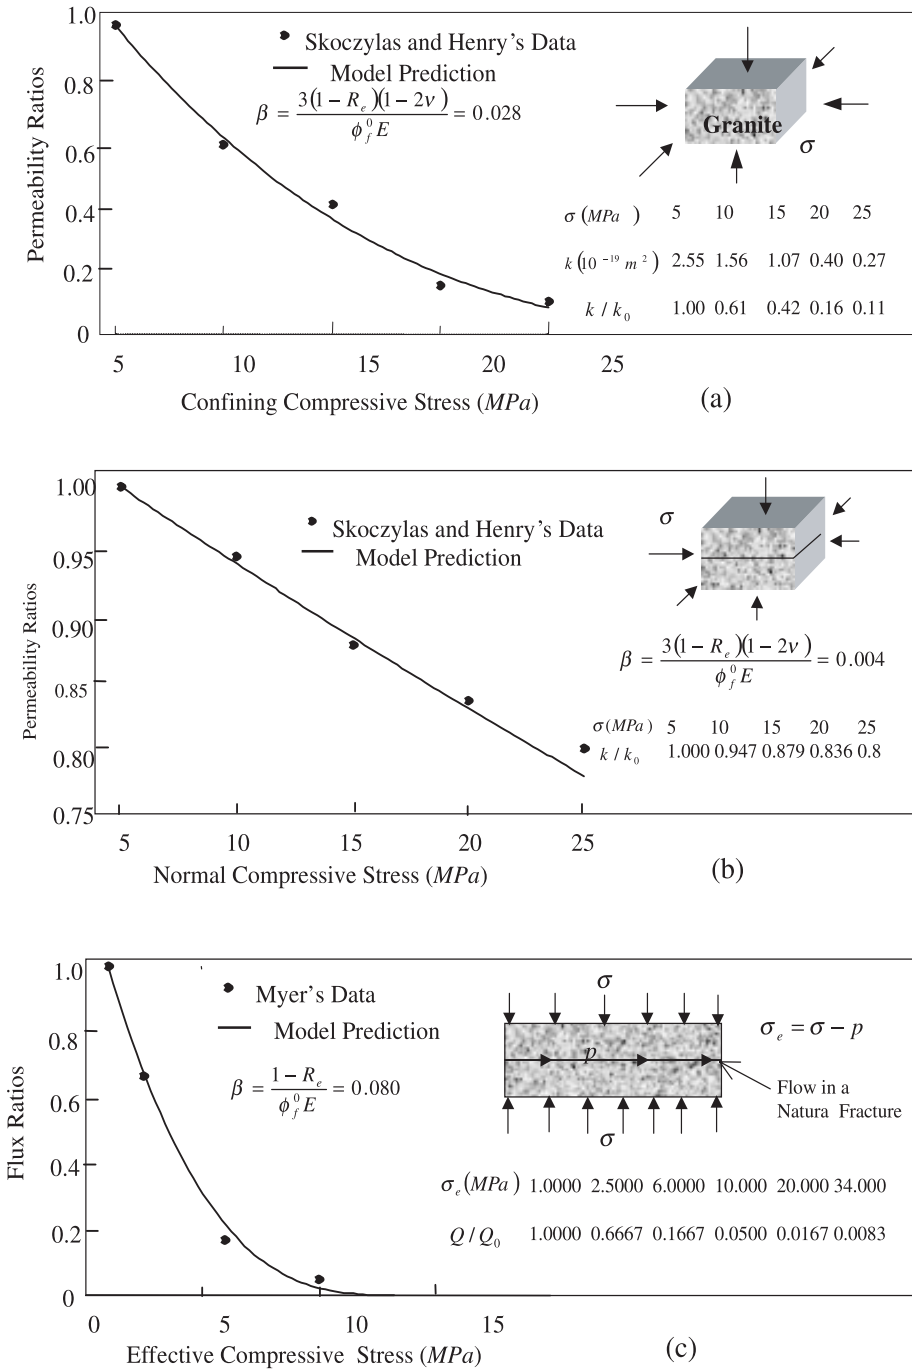 1.0
0.8
0.6
0.4
0.2
0
Permeability Ratios
Skoczylas and Henry's Data
Model Prediction
β = 3(1 − R_e)(1 − 2ν) / ϕ_f^0 E = 0.028
Granite
σ
σ (MPa) 5 10 15 20 25
k (10^−19 m^2) 2.55 1.56 1.07 0.40 0.27
k / k_0 1.00 0.61 0.42 0.16 0.11
5 10 15 20 25
Confining Compressive Stress (MPa)
(a)
1.00
0.95
0.90
0.85
0.80
0.75
Permeability Ratios
Skoczylas and Henry's Data
Model Prediction
σ
β = 3(1 − R_e)(1 − 2ν) / ϕ_f^0 E = 0.004
σ(MPa) 5 10 15 20 25
k / k_0 1.000 0.947 0.879 0.836 0.8
5 10 15 20 25
Normal Compressive Stress (MPa)
(b)
1.0
0.8
0.6
0.4
0.2
0
Flux Ratios
Myer's Data
Model Prediction
β = 1 − R_e / ϕ_f^0 E = 0.080
σ
p
σ
σ_e = σ − p
Flow in a
Natura Fracture
σ_e (MPa) 1.0000 2.5000 6.0000 10.000 20.000 34.000
Q / Q_0 1.0000 0.6667 0.1667 0.0500 0.0167 0.0083
0 5 10 15
Effective Compressive Stress (MPa)
(c)